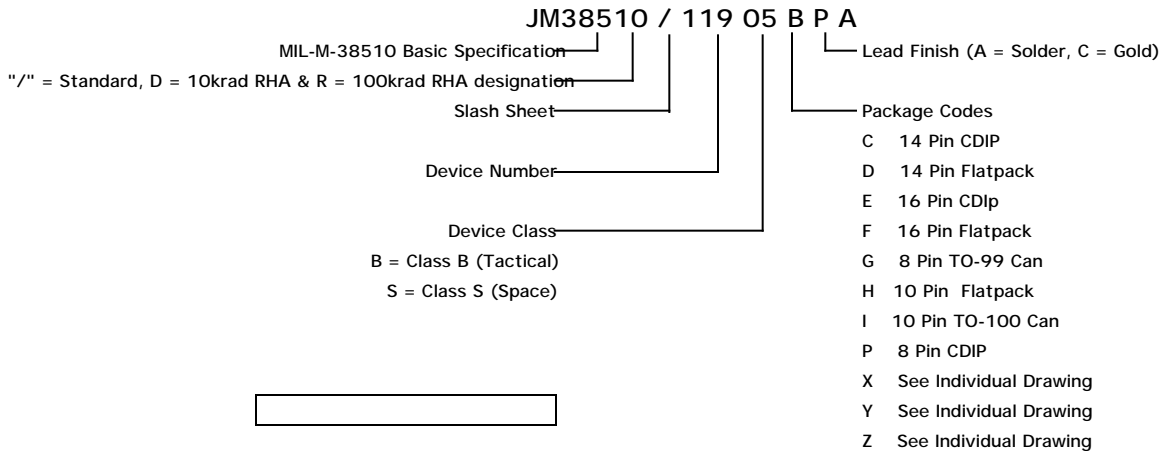 JM38510 / 119 05 B P A
MIL-M-38510 Basic Specification
"/" = Standard, D = 10krad RHA & R = 100krad RHA designation
Slash Sheet
Device Number
Device Class
B = Class B (Tactical)
S = Class S (Space)
Lead Finish (A = Solder, C = Gold)
Package Codes
C 14 Pin CDIP
D 14 Pin Flatpack
E 16 Pin CDIp
F 16 Pin Flatpack
G 8 Pin TO-99 Can
H 10 Pin Flatpack
I 10 Pin TO-100 Can
P 8 Pin CDIP
X See Individual Drawing
Y See Individual Drawing
Z See Individual Drawing